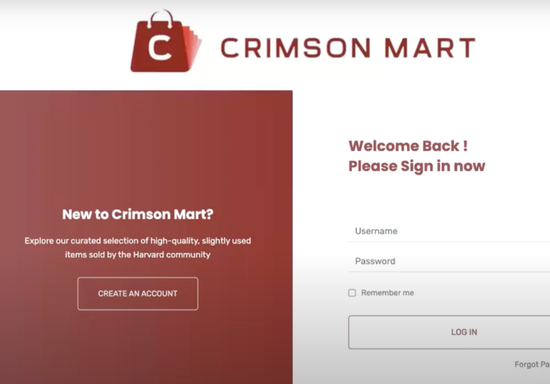 C CRIMSON MART
New to Crimson Mart?
Explore our curated selection of high-quality, slightly used
items sold by the Harvard community
CREATE AN ACCOUNT
Welcome Back !
Please Sign in now
Username
Password
Remember me
LOG IN
Forgot Pa